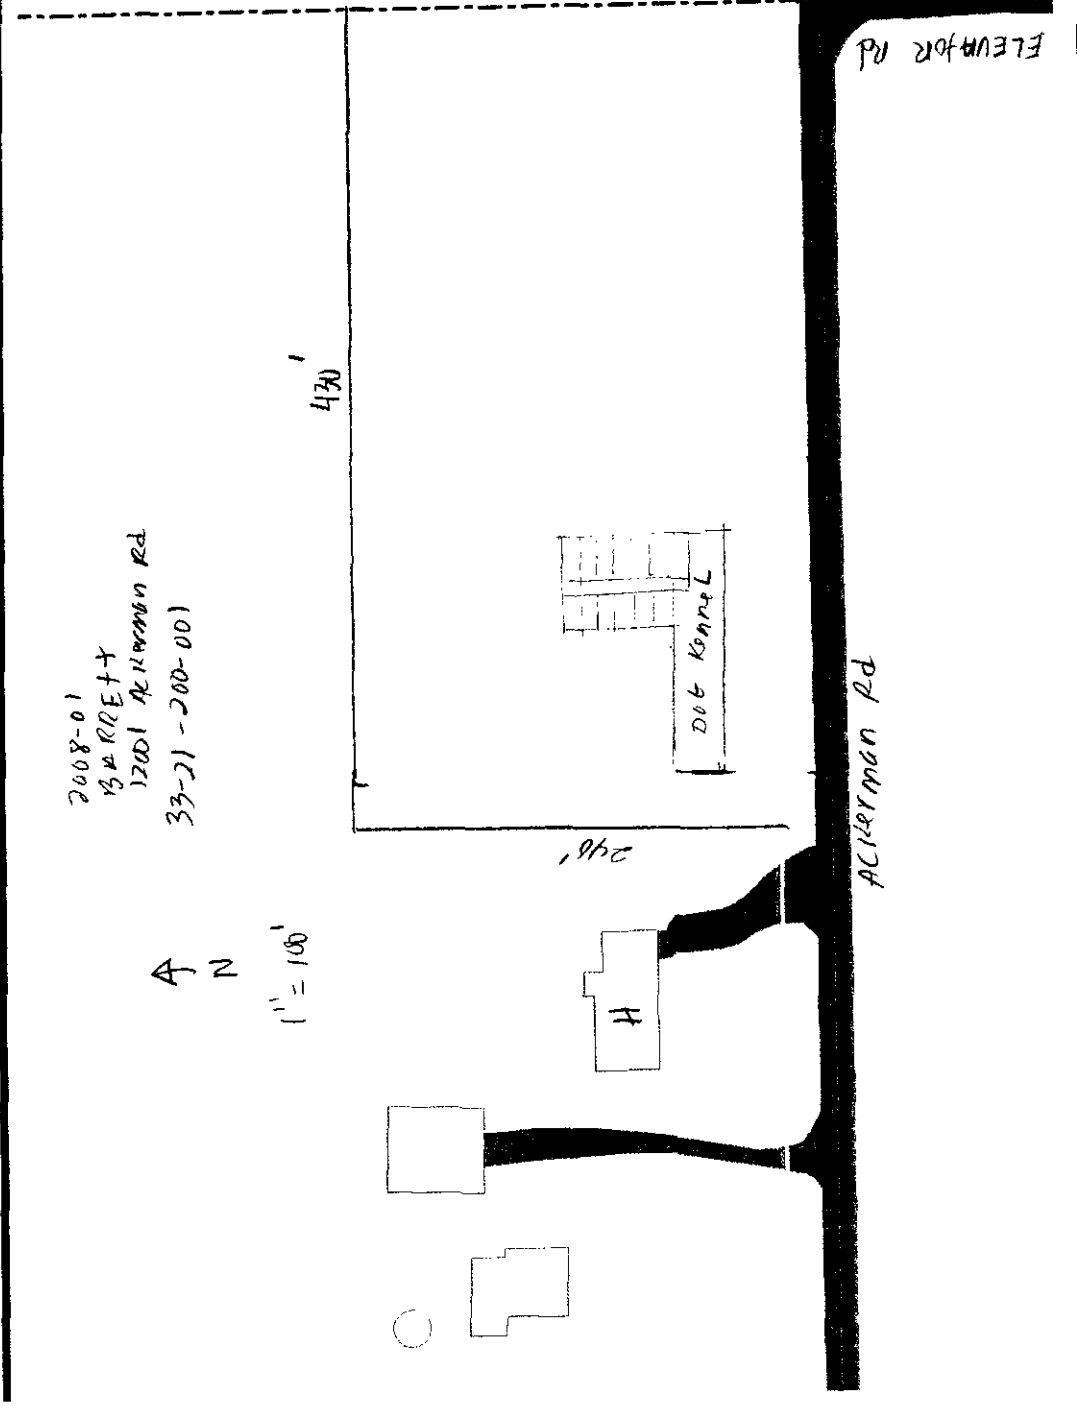 ELEVATOR Rd
430'
2008-01
BARREtt
12001 Ackerman Rd
33-21-200-001
DOG KenneL
ACKerman Rd
240'
N
1" = 100'
H